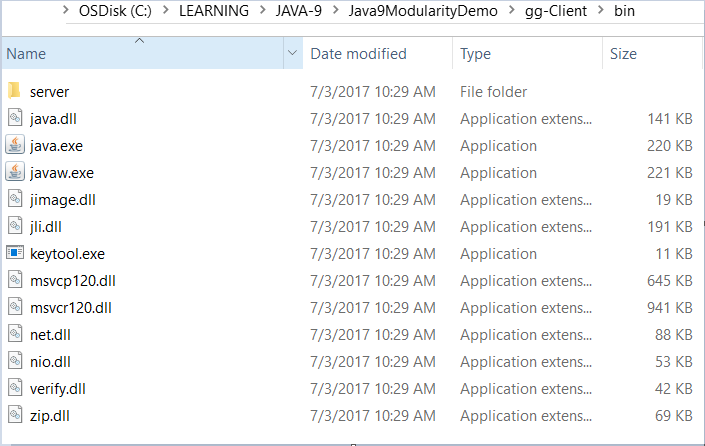 > OSDisk (C:) > LEARNING > JAVA-9 > Java9ModularityDemo > gg-Client > bin
Name Date modified Type Size
server 7/3/2017 10:29 AM File folder
java.dll 7/3/2017 10:29 AM Application extens... 141 KB
java.exe 7/3/2017 10:29 AM Application 220 KB
javaw.exe 7/3/2017 10:29 AM Application 221 KB
jimage.dll 7/3/2017 10:29 AM Application extens... 19 KB
jli.dll 7/3/2017 10:29 AM Application extens... 191 KB
keytool.exe 7/3/2017 10:29 AM Application 11 KB
msvcp120.dll 7/3/2017 10:29 AM Application extens... 645 KB
msvcr120.dll 7/3/2017 10:29 AM Application extens... 941 KB
net.dll 7/3/2017 10:29 AM Application extens... 88 KB
nio.dll 7/3/2017 10:29 AM Application extens... 53 KB
verify.dll 7/3/2017 10:29 AM Application extens... 42 KB
zip.dll 7/3/2017 10:29 AM Application extens... 69 KB